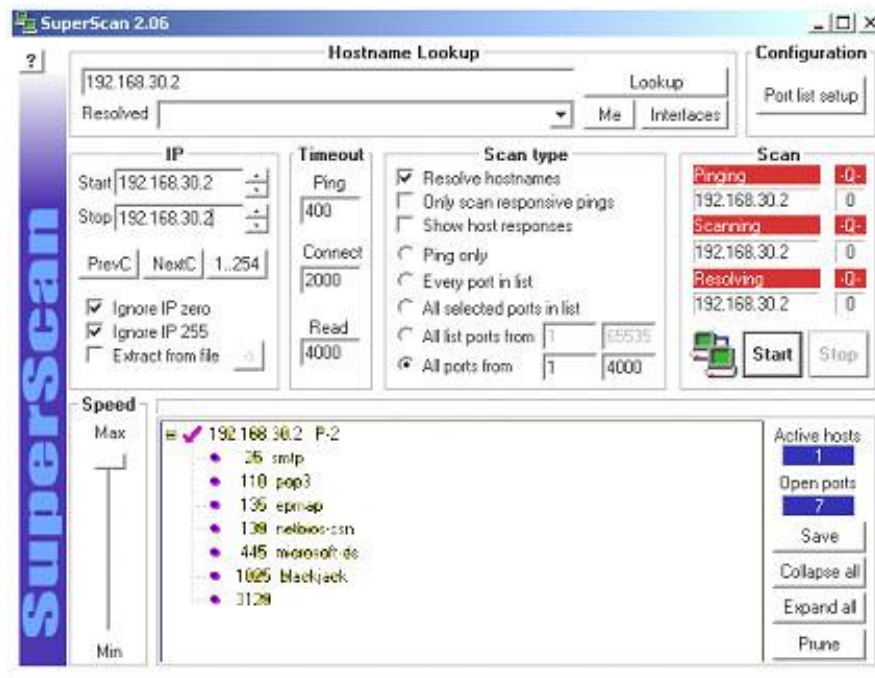 SuperScan 2.06
?
Hostname Lookup
192.168.30.2
Lookup
Resolved
Me
Interfaces
Configuration
Port list setup
IP
Start 192.168.30.2
Stop 192.168.30.2
PrevC NextC 1..254
Ignore IP zero
Ignore IP 255
Extract from file
Timeout
Ping
400
Connect
2000
Read
4000
Scan type
Resolve hostnames
Only scan responsive pings
Show host responses
Ping only
Every port in list
All selected ports in list
All list ports from 1 65535
All ports from 1 4000
Scan
Pinging -Q-
192.168.30.2 0
Scanning -Q-
192.168.30.2 0
Resolving -Q-
192.168.30.2 0
Start Stop
SuperScan
Speed
Max
Min
192.168.30.2 P-2
25 smtp
110 pop3
135 epmap
139 netbios-ssn
445 microsoft-ds
1025 blackjack
Active hosts
1
Open ports
7
Save
Collapse all
Expand all
Prune